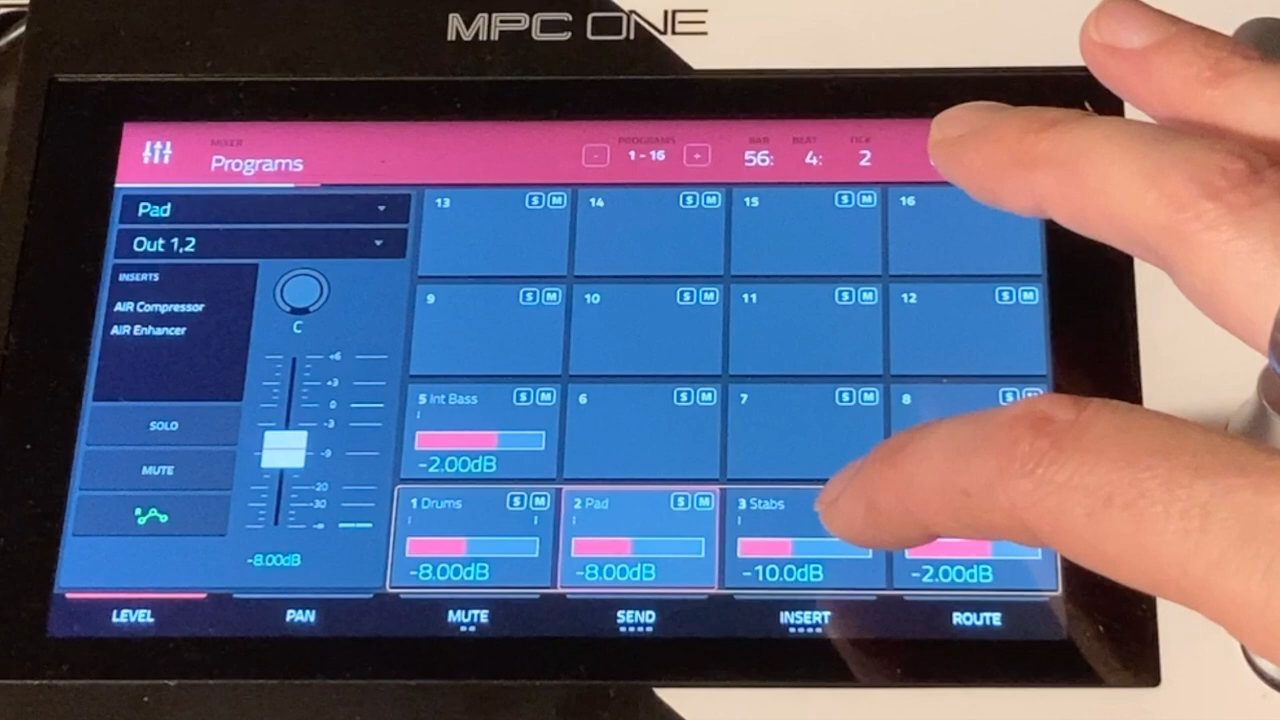 MPC ONE
MIXER
Programs
PROGRAMS
- 1 - 16 +
BAR BEAT TICK
56: 4: 2
Pad
Out 1,2
INSERTS
AIR Compressor
AIR Enhancer
C
+6
+3
0
-3
-9
-20
-30
-∞
SOLO
MUTE
R
-8.00dB
13 S M
14 S M
15 S M
16
9 S M
10 S M
11 S M
12 S M
5 Int Bass S M
-2.00dB
6 S M
7 S M
8 S M
1 Drums S M
-8.00dB
2 Pad S M
-8.00dB
3 Stabs
-10.0dB
-2.00dB
LEVEL PAN MUTE SEND INSERT ROUTE